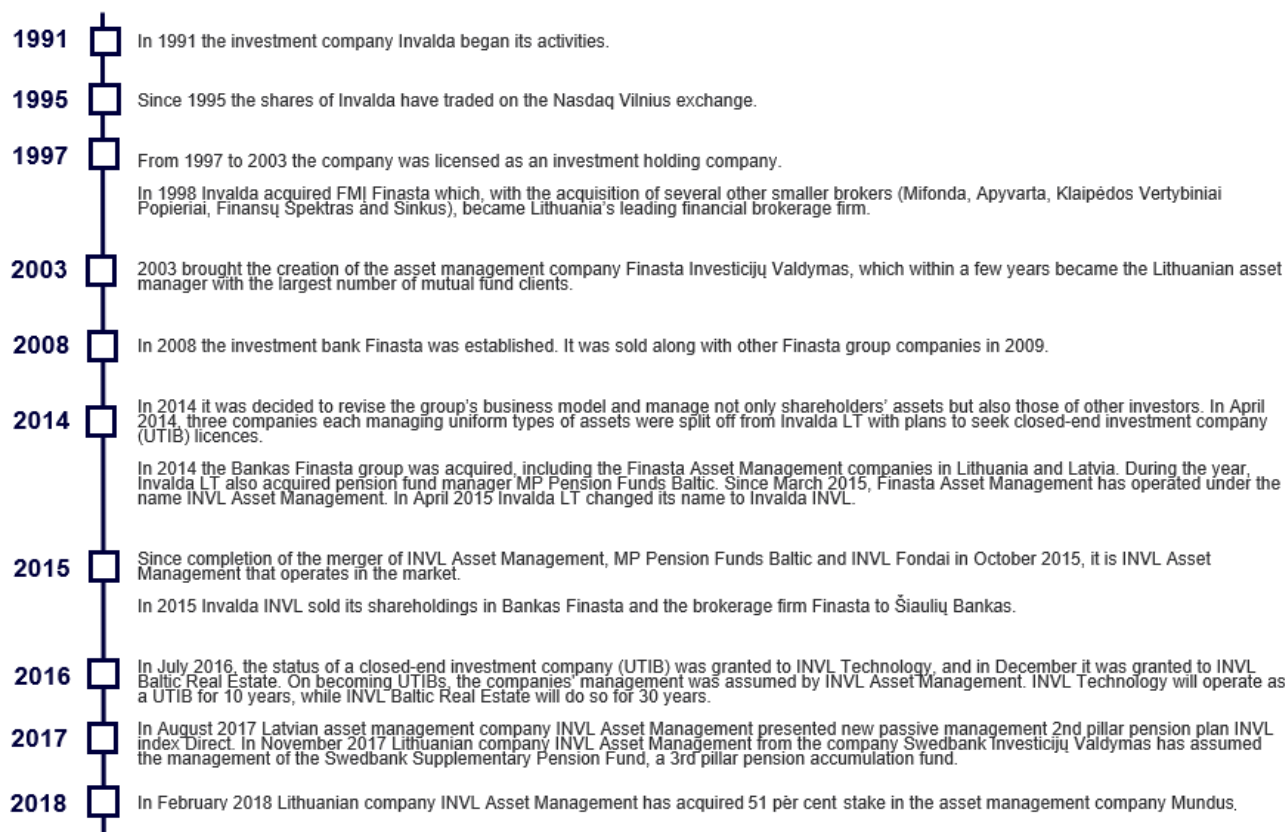 1991
In 1991 the investment company Invalda began its activities.
1995
Since 1995 the shares of Invalda have traded on the Nasdaq Vilnius exchange.
1997
From 1997 to 2003 the company was licensed as an investment holding company.
In 1998 Invalda acquired FMĮ Finasta which, with the acquisition of several other smaller brokers (Mifonda, Apyvarta, Klaipėdos Vertybiniai
Popieriai, Finansų Spektras and Sinkus), became Lithuania's leading financial brokerage firm.
2003
2003 brought the creation of the asset management company Finasta Investicijų Valdymas, which within a few years became the Lithuanian asset
manager with the largest number of mutual fund clients.
2008
In 2008 the investment bank Finasta was established. It was sold along with other Finasta group companies in 2009.
2014
In 2014 it was decided to revise the group's business model and manage not only shareholders' assets but also those of other investors. In April
2014, three companies each managing uniform types of assets were split off from Invalda LT with plans to seek closed-end investment company
(UTIB) licences.
In 2014 the Bankas Finasta group was acquired, including the Finasta Asset Management companies in Lithuania and Latvia. During the year,
Invalda LT also acquired pension fund manager MP Pension Funds Baltic. Since March 2015, Finasta Asset Management has operated under the
name INVL Asset Management. In April 2015 Invalda LT changed its name to Invalda INVL.
2015
Since completion of the merger of INVL Asset Management, MP Pension Funds Baltic and INVL Fondai in October 2015, it is INVL Asset
Management that operates in the market.
In 2015 Invalda INVL sold its shareholdings in Bankas Finasta and the brokerage firm Finasta to Šiaulių Bankas.
2016
In July 2016, the status of a closed-end investment company (UTIB) was granted to INVL Technology, and in December it was granted to INVL
Baltic Real Estate. On becoming UTIBs, the companies' management was assumed by INVL Asset Management. INVL Technology will operate as
a UTIB for 10 years, while INVL Baltic Real Estate will do so for 30 years.
2017
In August 2017 Latvian asset management company INVL Asset Management presented new passive management 2nd pillar pension plan INVL
index Direct. In November 2017 Lithuanian company INVL Asset Management from the company Swedbank Investicijų Valdymas has assumed
the management of the Swedbank Supplementary Pension Fund, a 3rd pillar pension accumulation fund.
2018
In February 2018 Lithuanian company INVL Asset Management has acquired 51 per cent stake in the asset management company Mundus.